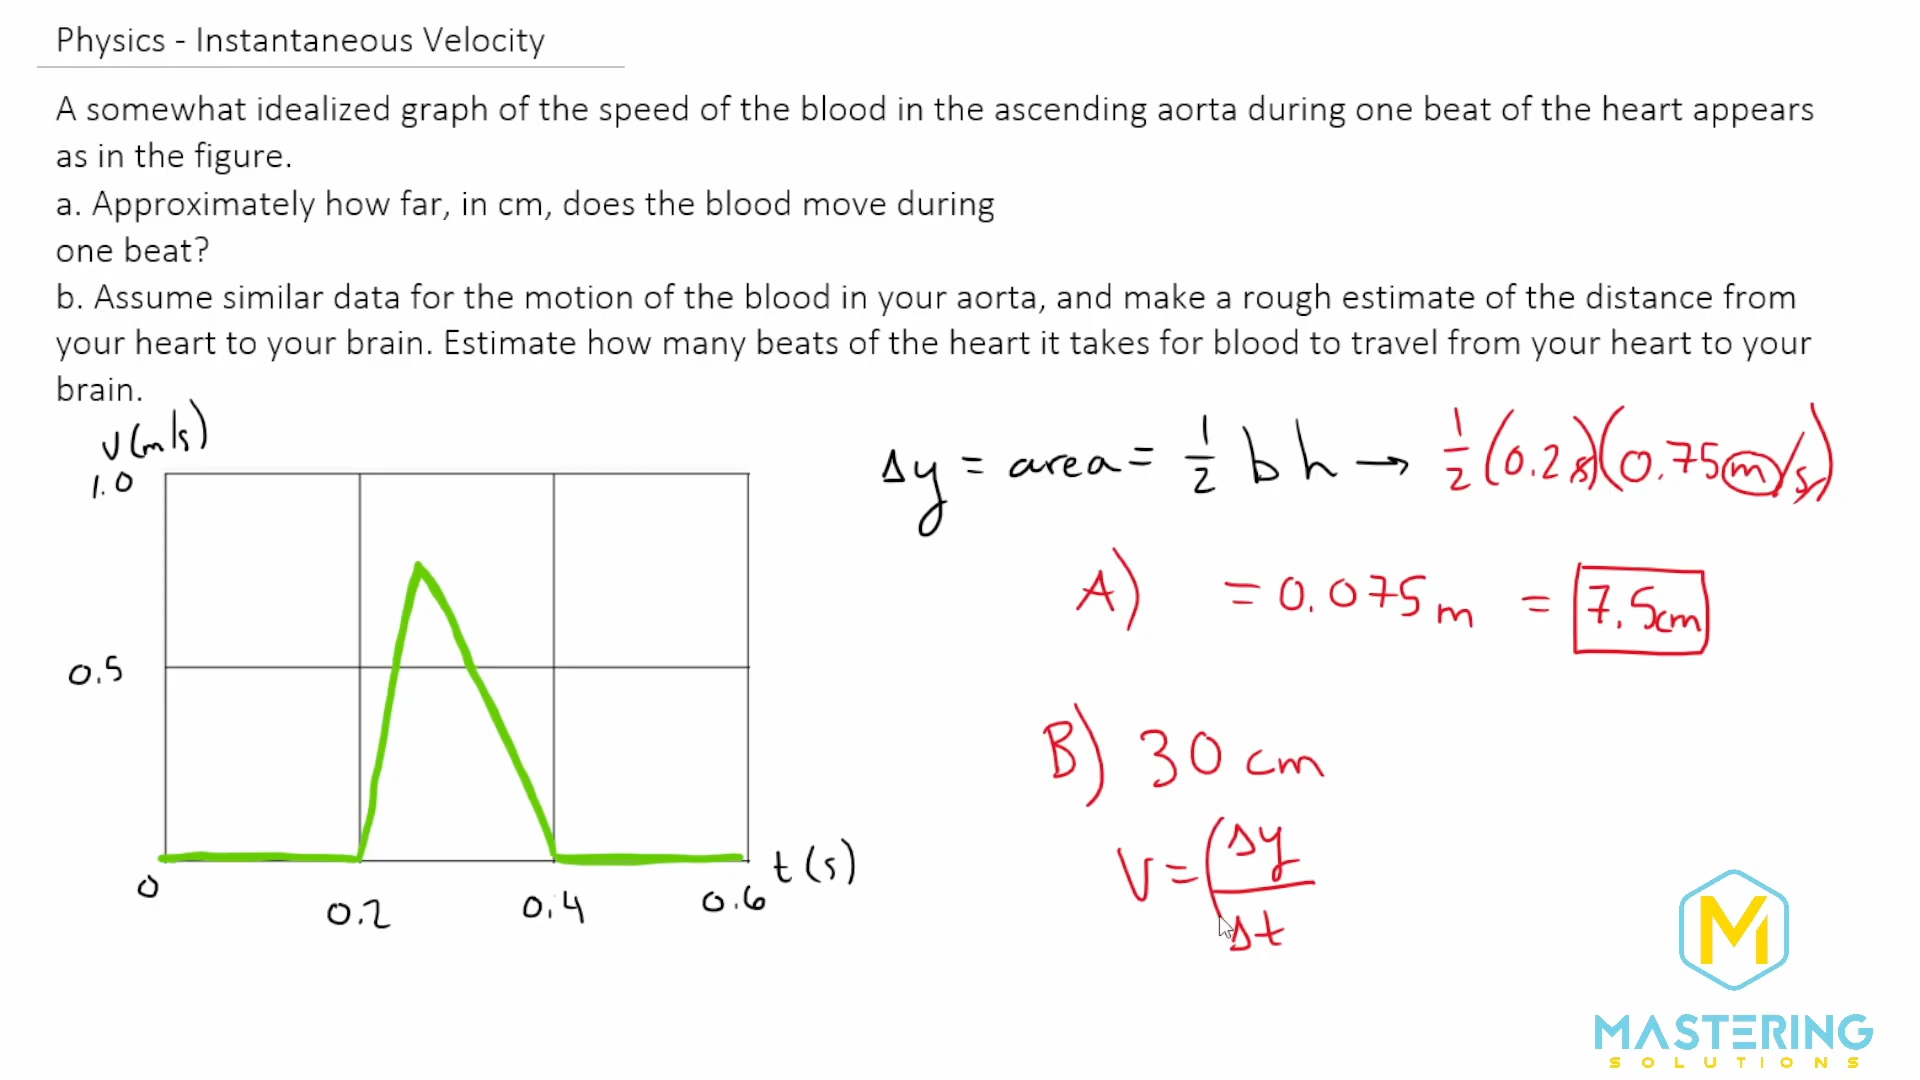 Physics - Instantaneous Velocity
A somewhat idealized graph of the speed of the blood in the ascending aorta during one beat of the heart appears
as in the figure.
a. Approximately how far, in cm, does the blood move during
one beat?
b. Assume similar data for the motion of the blood in your aorta, and make a rough estimate of the distance from
your heart to your brain. Estimate how many beats of the heart it takes for blood to travel from your heart to your
brain.
v(m/s)
1.0
0.5
0
0.2
0.4
0.6
t(s)
Δy = area = 1/2 b h → 1/2 (0.2s)(0.75m/s)
A) = 0.075m = 7.5cm
B) 30 cm
V = (Δy/Δt
M
MASTERING
SOLUTIONS